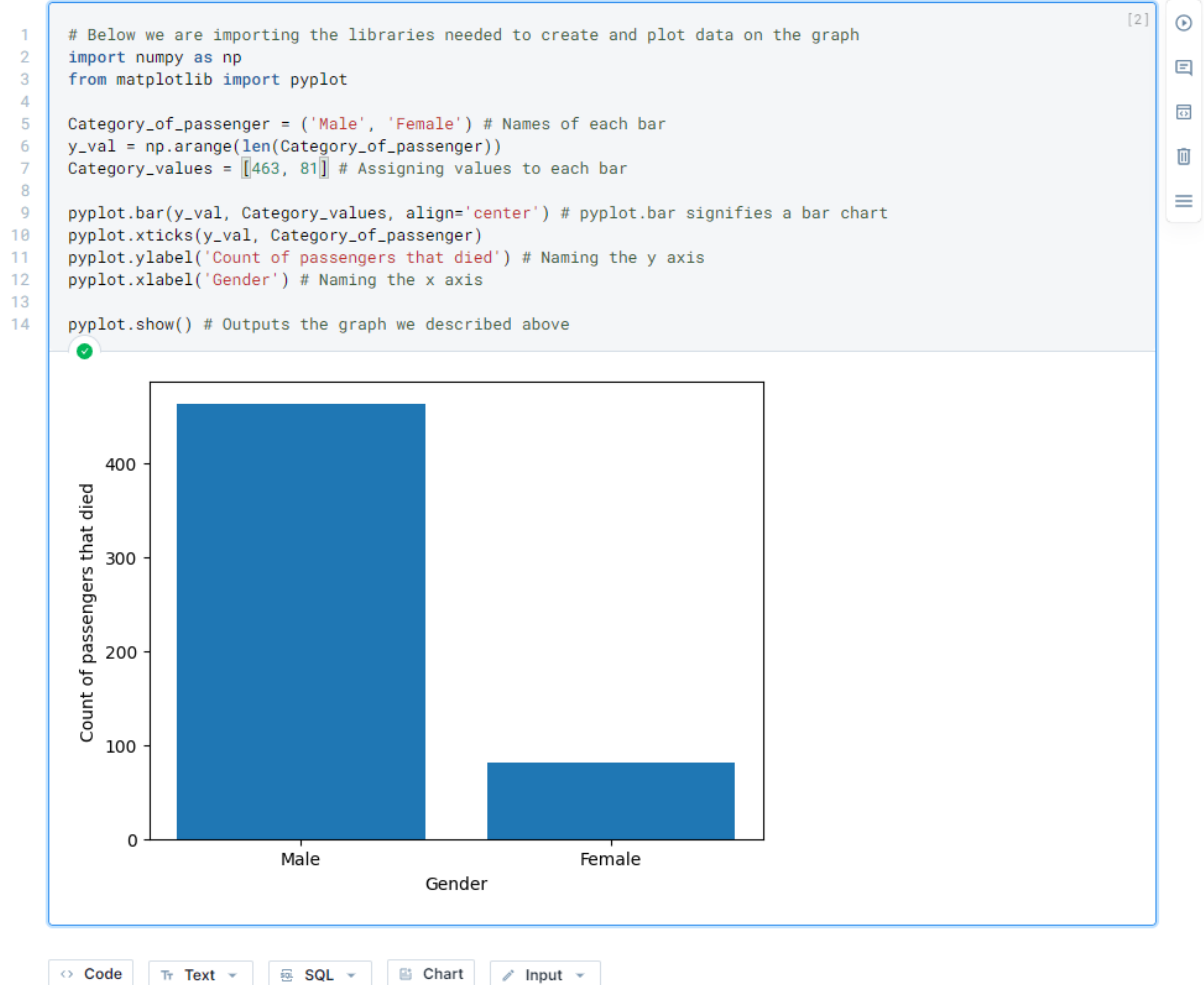 [2]
1 # Below we are importing the libraries needed to create and plot data on the graph
2 import numpy as np
3 from matplotlib import pyplot
4
5 Category_of_passenger = ('Male', 'Female') # Names of each bar
6 y_val = np.arange(len(Category_of_passenger))
7 Category_values = [463, 81] # Assigning values to each bar
8
9 pyplot.bar(y_val, Category_values, align='center') # pyplot.bar signifies a bar chart
10 pyplot.xticks(y_val, Category_of_passenger)
11 pyplot.ylabel('Count of passengers that died') # Naming the y axis
12 pyplot.xlabel('Gender') # Naming the x axis
13
14 pyplot.show() # Outputs the graph we described above
Count of passengers that died
400
300
200
100
0
Male Female
Gender
<> Code Tт Text SQL SQL Chart Input